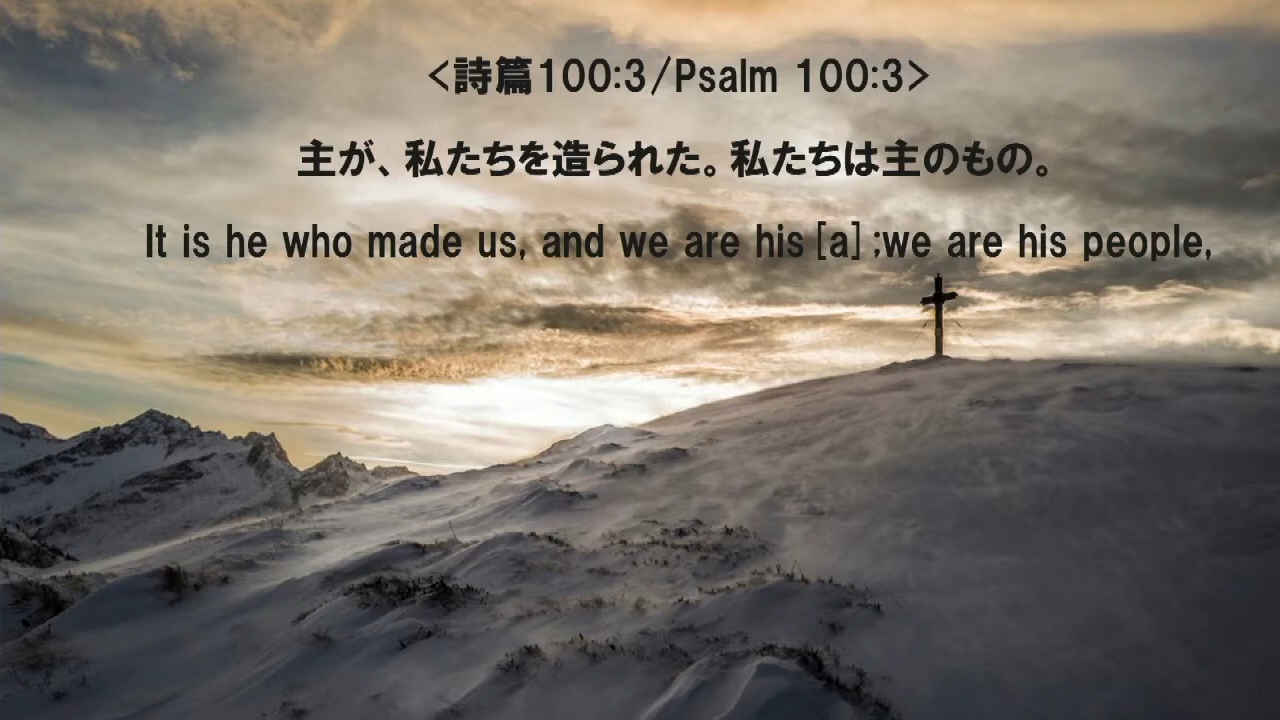 <詩篇100:3/Psalm 100:3>
主が、私たちを造られた。私たちは主のもの。
It is he who made us, and we are his[a];we are his people,